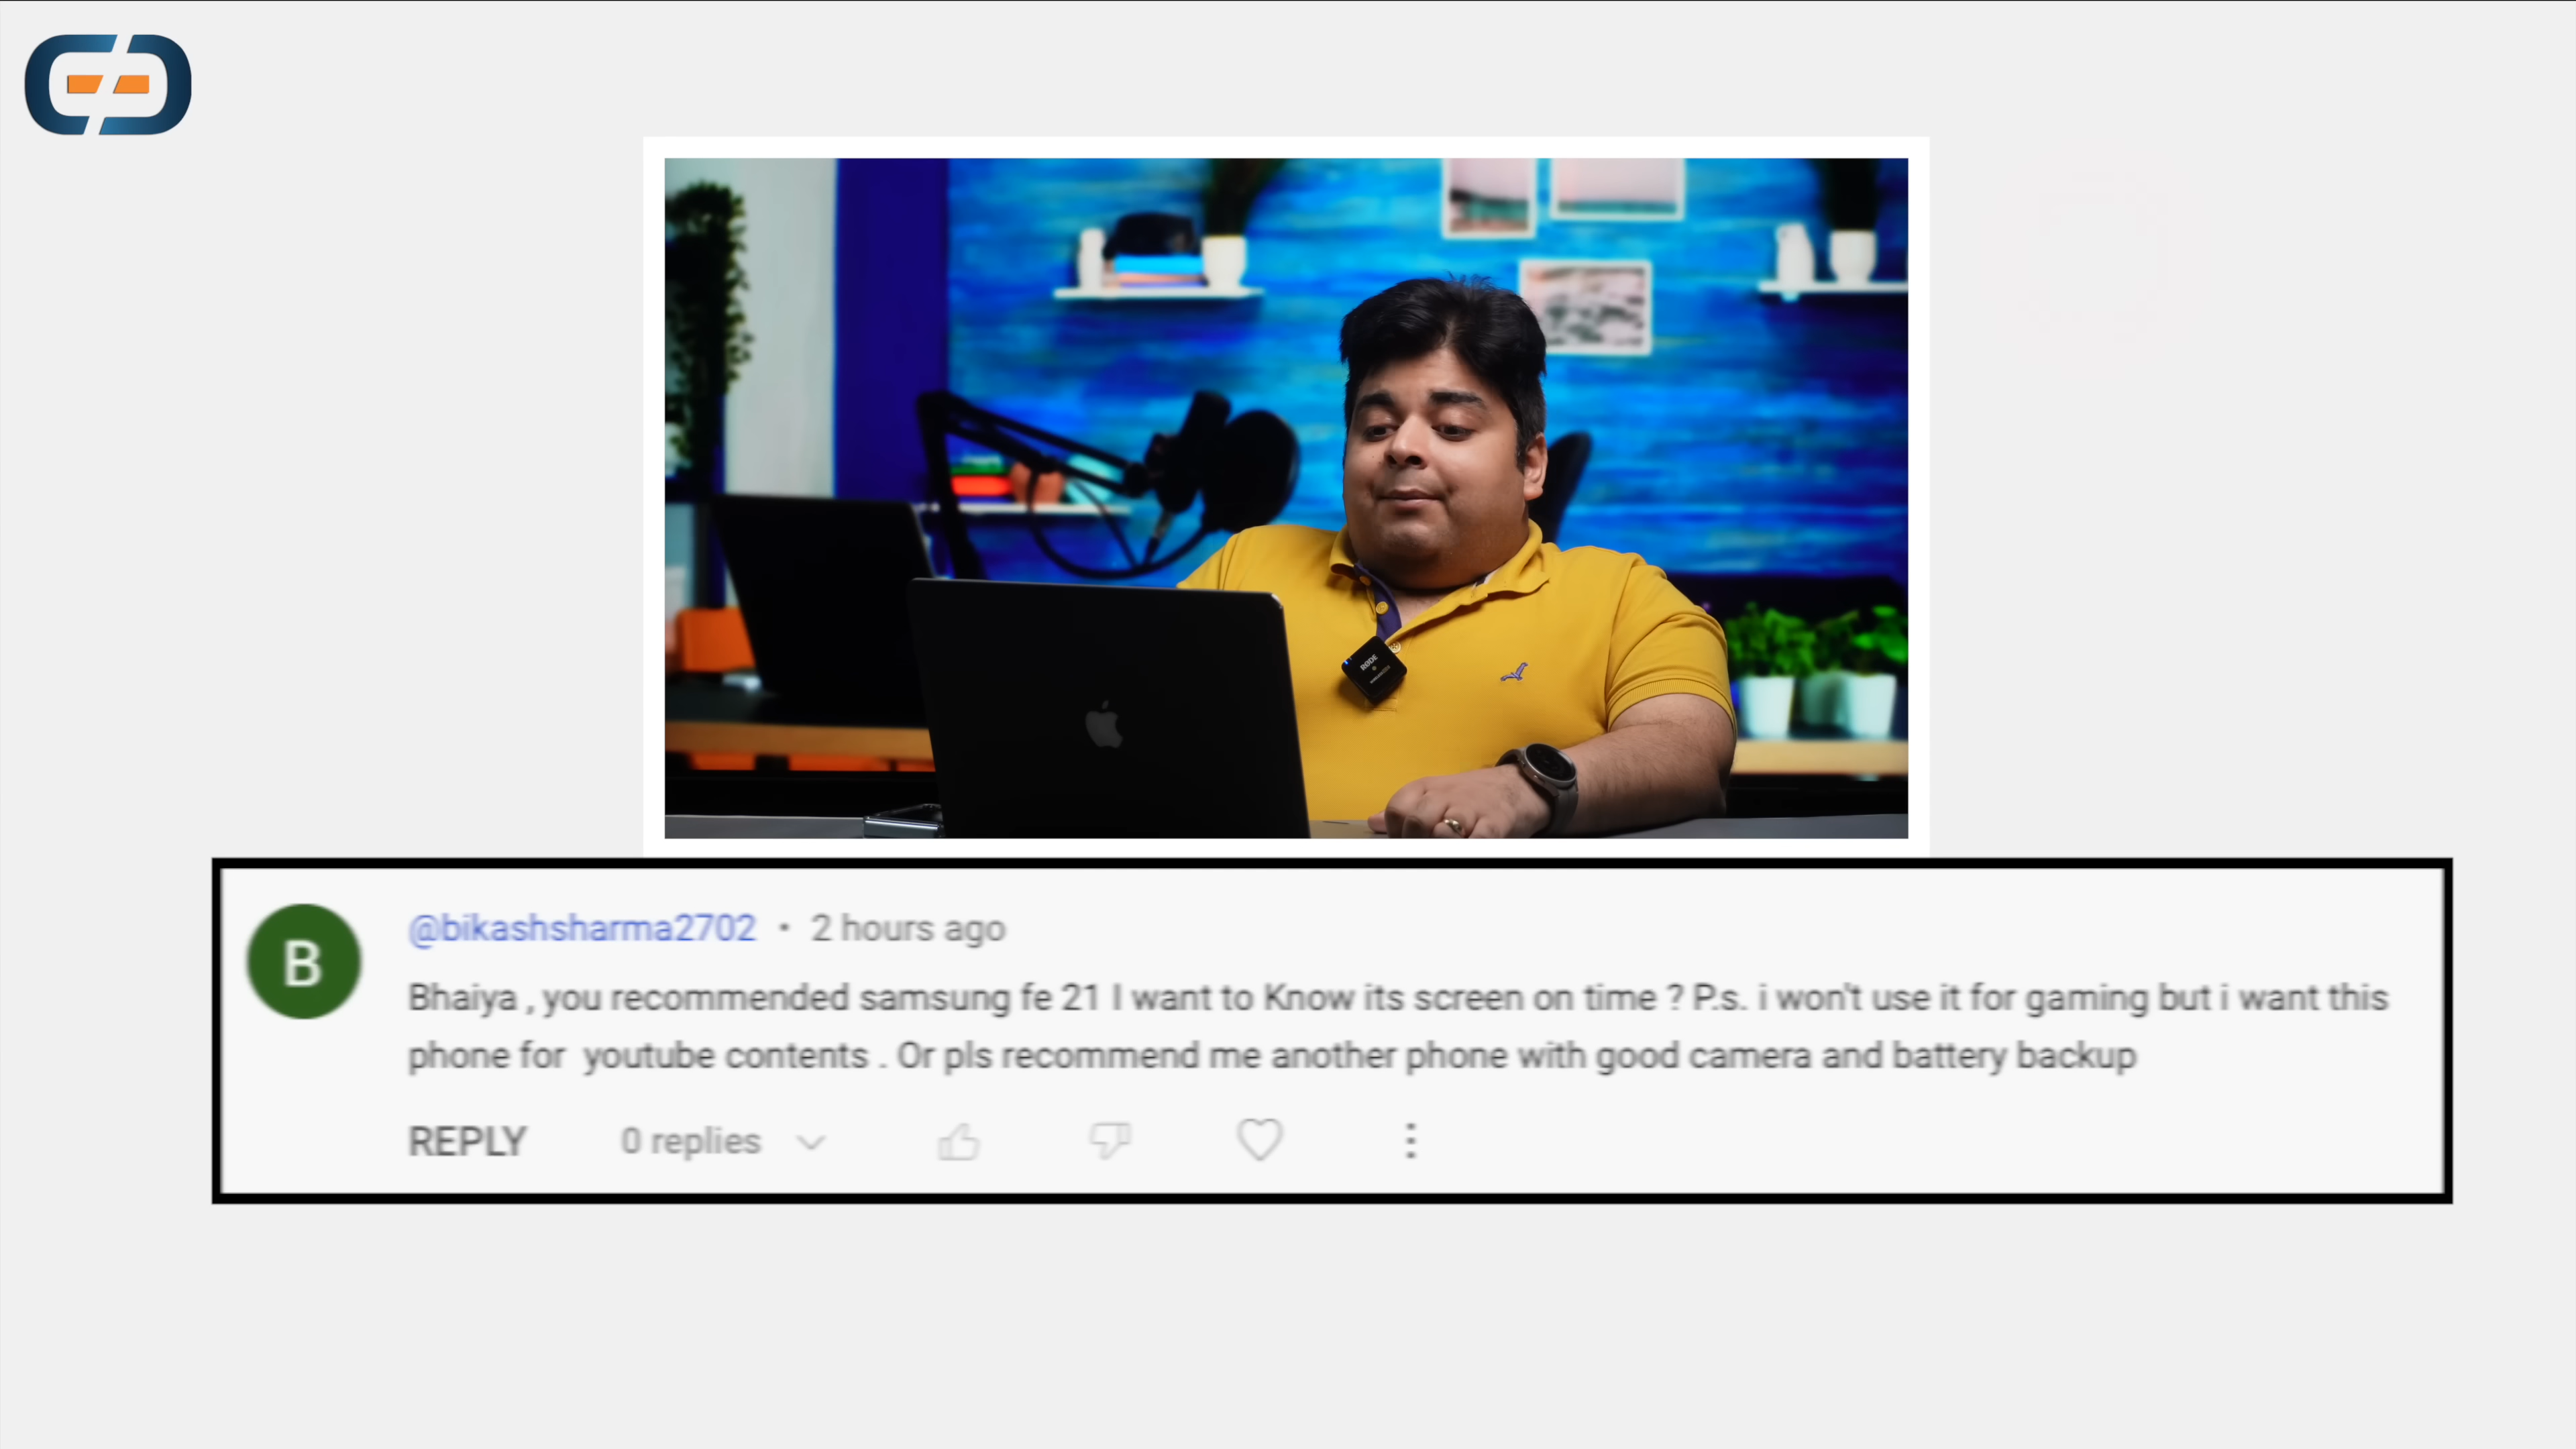 RØDE
B
@bikashsharma2702 • 2 hours ago
Bhaiya , you recommended samsung fe 21 I want to Know its screen on time ? P.s. i won't use it for gaming but i want this
phone for youtube contents . Or pls recommend me another phone with good camera and battery backup
REPLY 0 replies